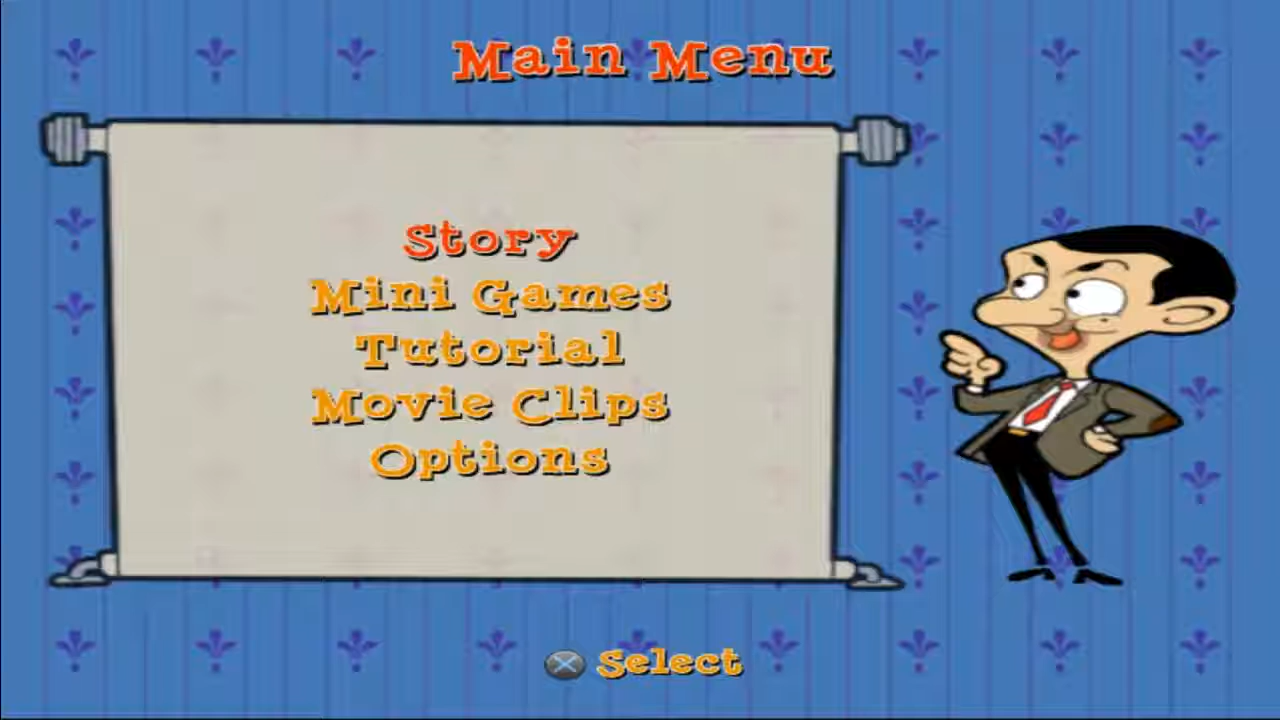 Main Menu
Story
Mini Games
Tutorial
Movie Clips
Options
Select